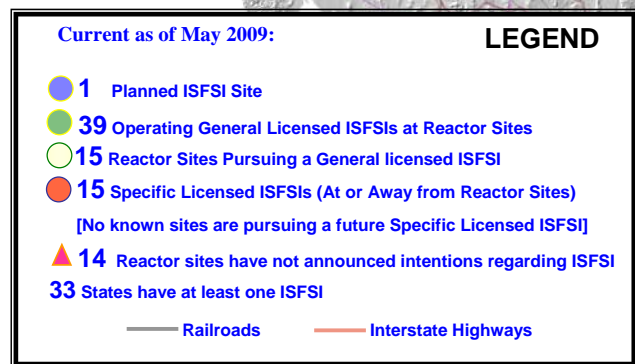 Current as of May 2009:
LEGEND
1 Planned ISFSI Site
39 Operating General Licensed ISFSIs at Reactor Sites
15 Reactor Sites Pursuing a General licensed ISFSI
15 Specific Licensed ISFSIs (At or Away from Reactor Sites)
[No known sites are pursuing a future Specific Licensed ISFSI]
14 Reactor sites have not announced intentions regarding ISFSI
33 States have at least one ISFSI
Railroads Interstate Highways